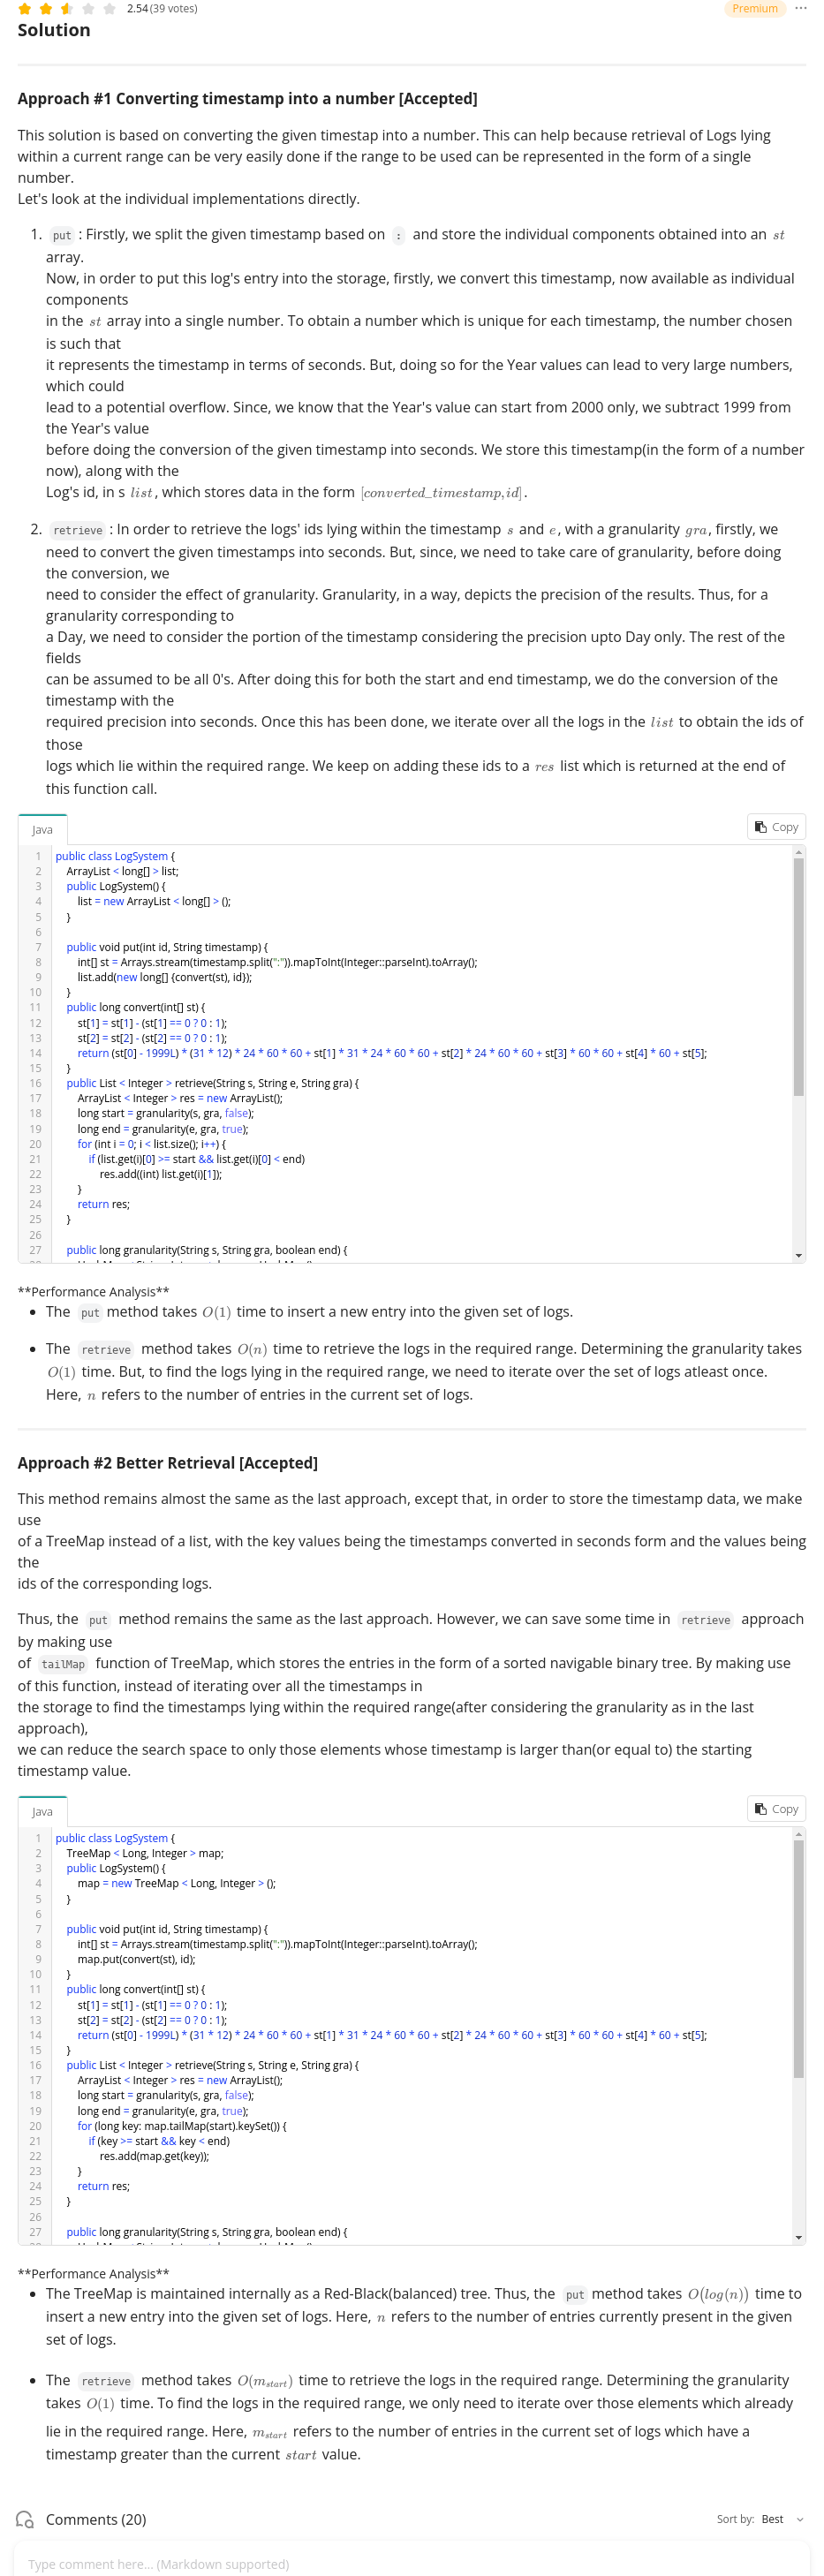 2.54 (39 votes)
Premium
Solution
Approach #1 Converting timestamp into a number [Accepted]
This solution is based on converting the given timestap into a number. This can help because retrieval of Logs lying
within a current range can be very easily done if the range to be used can be represented in the form of a single
number.
Let's look at the individual implementations directly.
1. put : Firstly, we split the given timestamp based on : and store the individual components obtained into an st
array.
Now, in order to put this log's entry into the storage, firstly, we convert this timestamp, now available as individual
components
in the st array into a single number. To obtain a number which is unique for each timestamp, the number chosen
is such that
it represents the timestamp in terms of seconds. But, doing so for the Year values can lead to very large numbers,
which could
lead to a potential overflow. Since, we know that the Year's value can start from 2000 only, we subtract 1999 from
the Year's value
before doing the conversion of the given timestamp into seconds. We store this timestamp(in the form of a number
now), along with the
Log's id, in s list, which stores data in the form [converted_timestamp, id].
2. retrieve : In order to retrieve the logs' ids lying within the timestamp s and e, with a granularity gra, firstly, we
need to convert the given timestamps into seconds. But, since, we need to take care of granularity, before doing
the conversion, we
need to consider the effect of granularity. Granularity, in a way, depicts the precision of the results. Thus, for a
granularity corresponding to
a Day, we need to consider the portion of the timestamp considering the precision upto Day only. The rest of the
fields
can be assumed to be all 0's. After doing this for both the start and end timestamp, we do the conversion of the
timestamp with the
required precision into seconds. Once this has been done, we iterate over all the logs in the list to obtain the ids of
those
logs which lie within the required range. We keep on adding these ids to a res list which is returned at the end of
this function call.
Java
Copy
1 public class LogSystem {
2 ArrayList < long[] > list;
3 public LogSystem() {
4 list = new ArrayList < long[] > ();
5 }
6
7 public void put(int id, String timestamp) {
8 int[] st = Arrays.stream(timestamp.split(":")).mapToInt(Integer::parseInt).toArray();
9 list.add(new long[] {convert(st), id});
10 }
11 public long convert(int[] st) {
12 st[1] = st[1] - (st[1] == 0 ? 0 : 1);
13 st[2] = st[2] - (st[2] == 0 ? 0 : 1);
14 return (st[0] - 1999L) * (31 * 12) * 24 * 60 * 60 + st[1] * 31 * 24 * 60 * 60 + st[2] * 24 * 60 * 60 + st[3] * 60 * 60 + st[4] * 60 + st[5];
15 }
16 public List < Integer > retrieve(String s, String e, String gra) {
17 ArrayList < Integer > res = new ArrayList();
18 long start = granularity(s, gra, false);
19 long end = granularity(e, gra, true);
20 for (int i = 0; i < list.size(); i++) {
21 if (list.get(i)[0] >= start && list.get(i)[0] < end)
22 res.add((int) list.get(i)[1]);
23 }
24 return res;
25 }
26
27 public long granularity(String s, String gra, boolean end) {
**Performance Analysis**
• The put method takes O(1) time to insert a new entry into the given set of logs.
• The retrieve method takes O(n) time to retrieve the logs in the required range. Determining the granularity takes
O(1) time. But, to find the logs lying in the required range, we need to iterate over the set of logs atleast once.
Here, n refers to the number of entries in the current set of logs.
Approach #2 Better Retrieval [Accepted]
This method remains almost the same as the last approach, except that, in order to store the timestamp data, we make
use
of a TreeMap instead of a list, with the key values being the timestamps converted in seconds form and the values being
the
ids of the corresponding logs.
Thus, the put method remains the same as the last approach. However, we can save some time in retrieve approach
by making use
of tailMap function of TreeMap, which stores the entries in the form of a sorted navigable binary tree. By making use
of this function, instead of iterating over all the timestamps in
the storage to find the timestamps lying within the required range(after considering the granularity as in the last
approach),
we can reduce the search space to only those elements whose timestamp is larger than(or equal to) the starting
timestamp value.
Java
Copy
1 public class LogSystem {
2 TreeMap < Long, Integer > map;
3 public LogSystem() {
4 map = new TreeMap < Long, Integer > ();
5 }
6
7 public void put(int id, String timestamp) {
8 int[] st = Arrays.stream(timestamp.split(":")).mapToInt(Integer::parseInt).toArray();
9 map.put(convert(st), id);
10 }
11 public long convert(int[] st) {
12 st[1] = st[1] - (st[1] == 0 ? 0 : 1);
13 st[2] = st[2] - (st[2] == 0 ? 0 : 1);
14 return (st[0] - 1999L) * (31 * 12) * 24 * 60 * 60 + st[1] * 31 * 24 * 60 * 60 + st[2] * 24 * 60 * 60 + st[3] * 60 * 60 + st[4] * 60 + st[5];
15 }
16 public List < Integer > retrieve(String s, String e, String gra) {
17 ArrayList < Integer > res = new ArrayList();
18 long start = granularity(s, gra, false);
19 long end = granularity(e, gra, true);
20 for (long key: map.tailMap(start).keySet()) {
21 if (key >= start && key < end)
22 res.add(map.get(key));
23 }
24 return res;
25 }
26
27 public long granularity(String s, String gra, boolean end) {
**Performance Analysis**
• The TreeMap is maintained internally as a Red-Black(balanced) tree. Thus, the put method takes O(log(n)) time to
insert a new entry into the given set of logs. Here, n refers to the number of entries currently present in the given
set of logs.
• The retrieve method takes O(m_start) time to retrieve the logs in the required range. Determining the granularity
takes O(1) time. To find the logs in the required range, we only need to iterate over those elements which already
lie in the required range. Here, m_start refers to the number of entries in the current set of logs which have a
timestamp greater than the current start value.
Comments (20)
Sort by: Best
Type comment here... (Markdown supported)